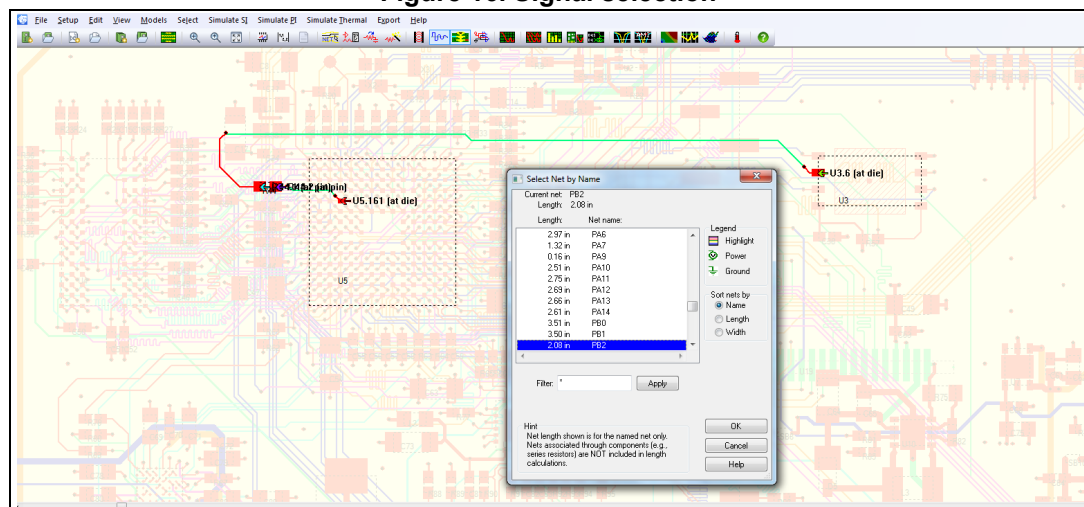 Figure 10. Signal selection
File Setup Edit View Models Select Simulate SI Simulate PI Simulate Thermal Export Help
U3.6 (at die)
U3
U5.161 (at die)
U5
Select Net by Name
Current net: PB2
Length: 2.08 in
Length: Net name:
2.97 in PA6
1.32 in PA7
0.16 in PA9
2.51 in PA10
2.75 in PA11
2.69 in PA12
2.66 in PA13
2.61 in PA14
3.51 in PB0
3.50 in PB1
2.08 in PB2
Legend
Highlight
Power
Ground
Sort nets by
Name
Length
Width
Filter: * Apply
Hint
Net length shown is for the named net only.
Nets associated through components (e.g.,
series resistors) are NOT included in length
calculations.
OK
Cancel
Help